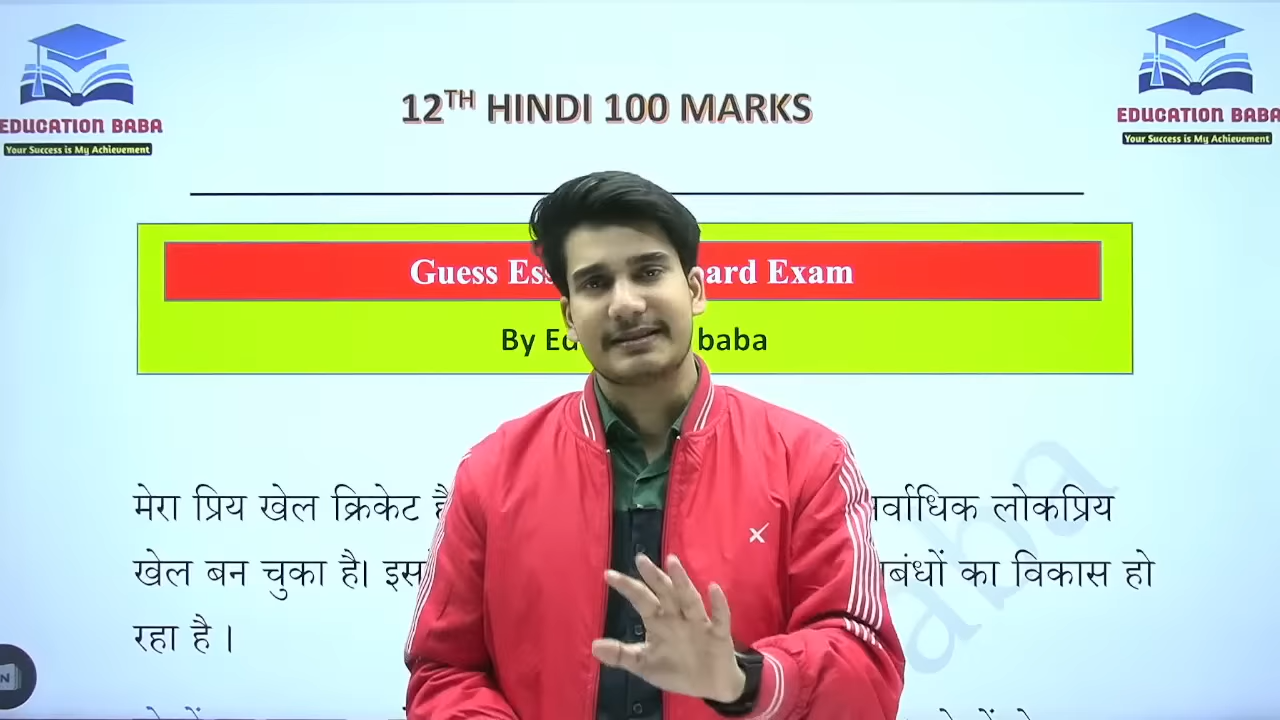 EDUCATION BABA
Your Success is My Achievement
12TH HINDI 100 MARKS
EDUCATION BABA
Your Success is My Achievement
Guess Ess ard Exam
By Ed baba
मेरा प्रिय खेल क्रिकेट र्वाधिक लोकप्रिय
खेल बन चुका है। इस बंधों का विकास हो
रहा है ।
aba